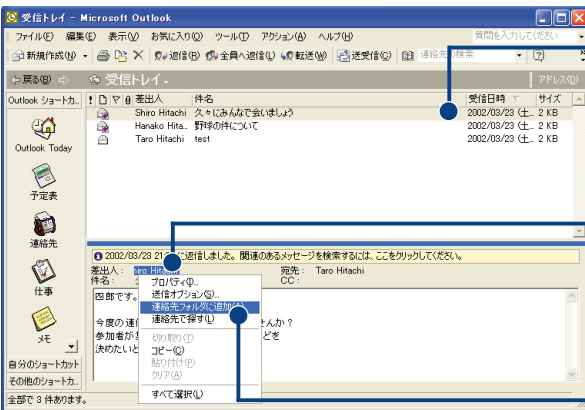 受信トレイ - Microsoft Outlook
ファイル(F) 編集(E) 表示(V) お気に入り(O) ツール(T) アクション(A) ヘルプ(H) 質問を入力してください
新規作成(N) 返信(R) 全員へ返信(L) 転送(W) 送受信(C) 連絡先の検索
戻る(B) 受信トレイ アドレス(D)
Outlook ショートカ.. 差出人 件名 受信日時 サイズ
Shiro Hitachi 久々にみんなで会いましょう 2002/03/23 (土... 2 KB
Hanako Hita... 野球の件について 2002/03/23 (土... 2 KB
Taro Hitachi test 2002/03/23 (土... 2 KB
Outlook Today
予定表
連絡先
仕事
メモ
自分のショートカット
その他のショートカ..
2002/03/23 21 に返信しました。関連のあるメッセージを検索するには、ここをクリックしてください。
差出人: hiro Hitachi 宛先: Taro Hitachi
件名: CC:
四郎です。
今度の連 せんか?
参加者が どを
決めたいと
プロパティ(I)...
送信オプション(S)...
連絡先フォルダに追加
連絡先で探す(L)
切り取り(T)
コピー(C)
貼り付け(P)
クリア(A)
すべて選択(L)
全部で 3 件あります。